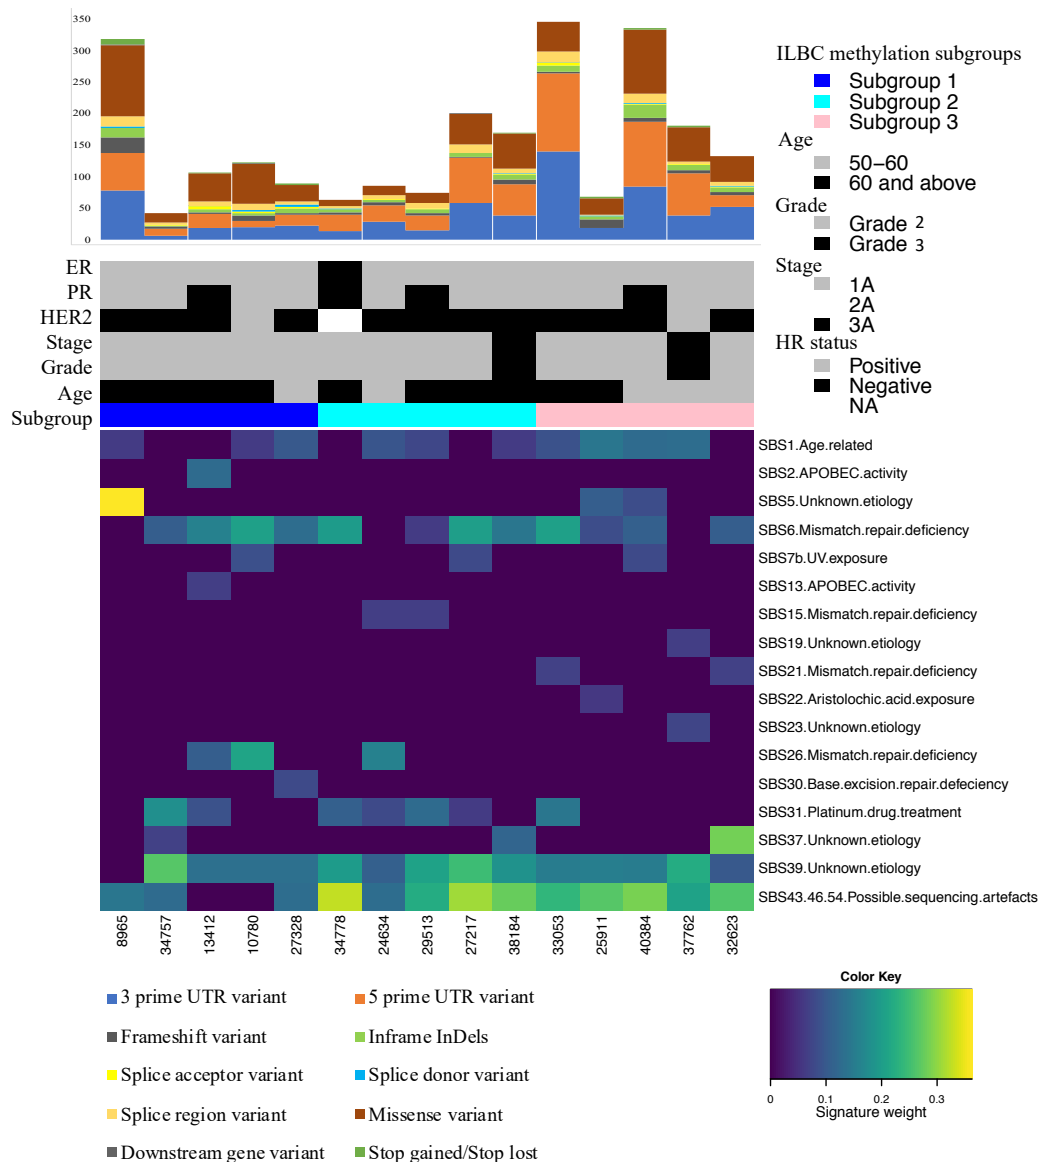 350
300
250
200
150
100
50
0
ILBC methylation subgroups
Subgroup 1
Subgroup 2
Subgroup 3
Age
50–60
60 and above
Grade
Grade 2
Grade 3
Stage
1A
2A
3A
HR status
Positive
Negative
NA
ER
PR
HER2
Stage
Grade
Age
Subgroup
SBS1.Age.related
SBS2.APOBEC.activity
SBS5.Unknown.etiology
SBS6.Mismatch.repair.deficiency
SBS7b.UV.exposure
SBS13.APOBEC.activity
SBS15.Mismatch.repair.deficiency
SBS19.Unknown.etiology
SBS21.Mismatch.repair.deficiency
SBS22.Aristolochic.acid.exposure
SBS23.Unknown.etiology
SBS26.Mismatch.repair.deficiency
SBS30.Base.excision.repair.defeciency
SBS31.Platinum.drug.treatment
SBS37.Unknown.etiology
SBS39.Unknown.etiology
SBS43.46.54.Possible.sequencing.artefacts
8965 34757 13412 10780 27328 34778 24634 29513 27217 38184 33053 25911 40384 37762 32623
3 prime UTR variant 5 prime UTR variant
Frameshift variant Inframe InDels
Splice acceptor variant Splice donor variant
Splice region variant Missense variant
Downstream gene variant Stop gained/Stop lost
Color Key
0 0.1 0.2 0.3
Signature weight